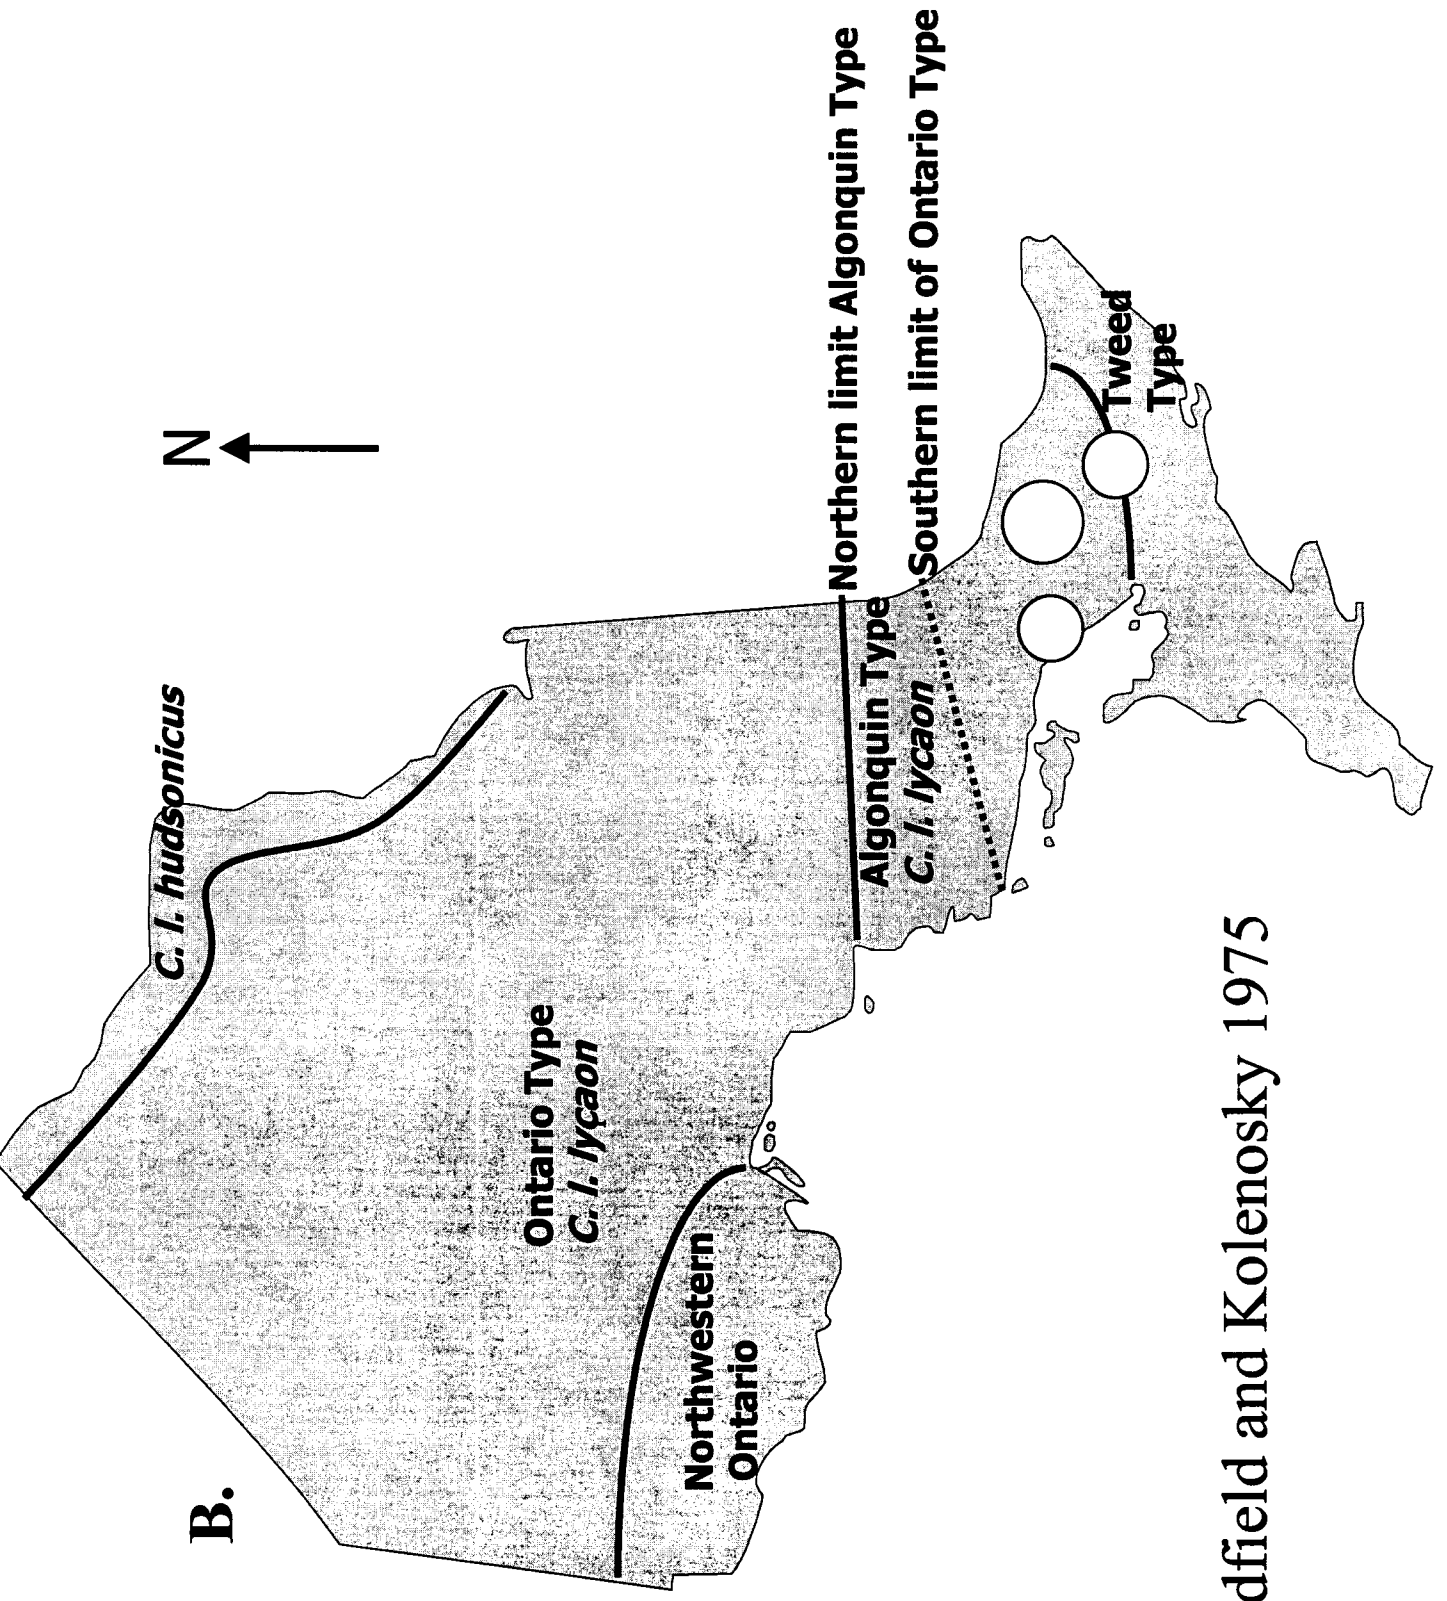 B.
N
C. l. hudsonicus
Ontario Type
C. l. lycaon
Northwestern
Ontario
Northern limit Algonquin Type
Algonquin Type
C. l. lycaon
Southern limit of Ontario Type
Tweed
Type
dfield and Kolenosky 1975